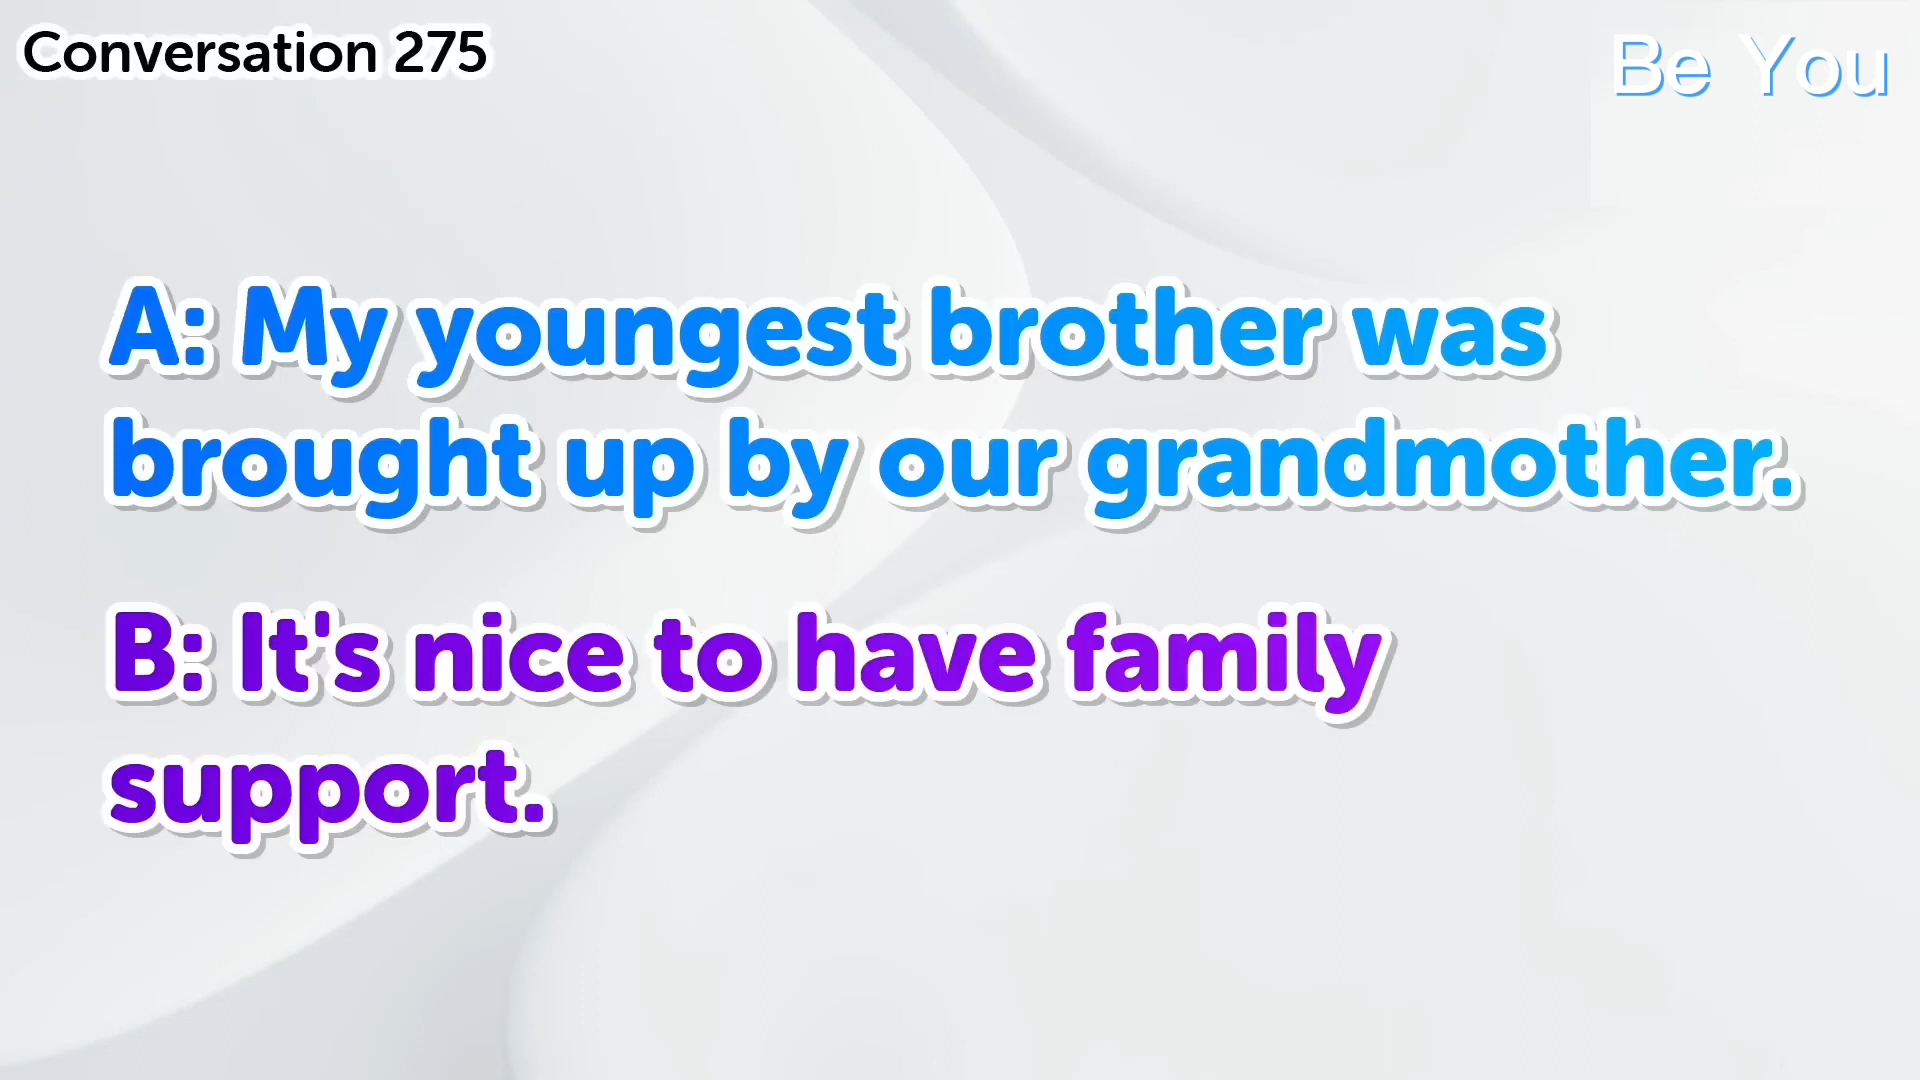 Conversation 275
Be You
A: My youngest brother was
brought up by our grandmother.
B: It's nice to have family
support.